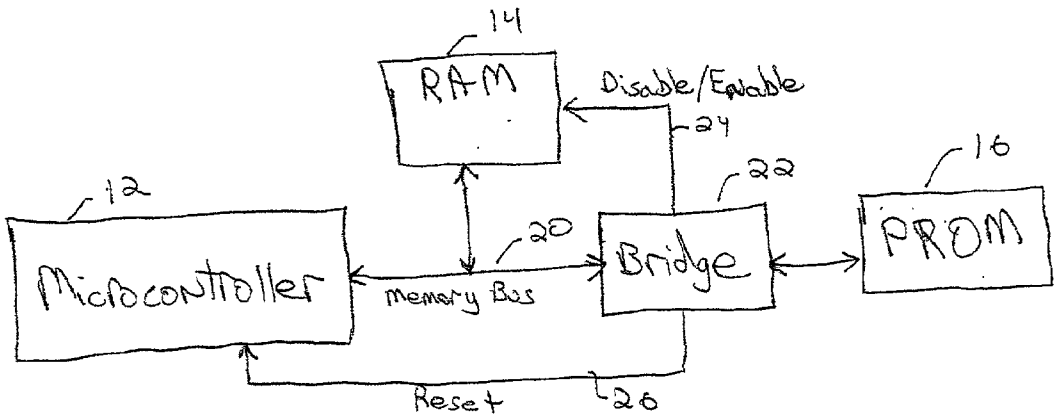 14
RAM
Disable/Enable
24
12
Microcontroller
20
Memory Bus
22
Bridge
16
PROM
Reset
26